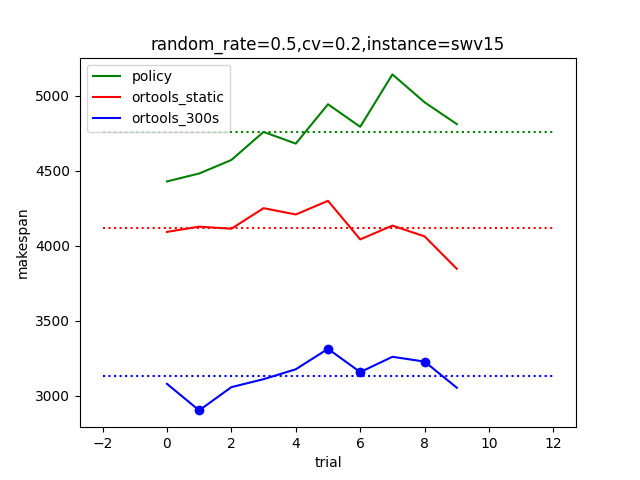 random_rate=0.5,cv=0.2,instance=swv15
policy
ortools_static
ortools_300s
makespan
5000
4500
4000
3500
3000
−2
0
2
4
6
8
10
12
trial